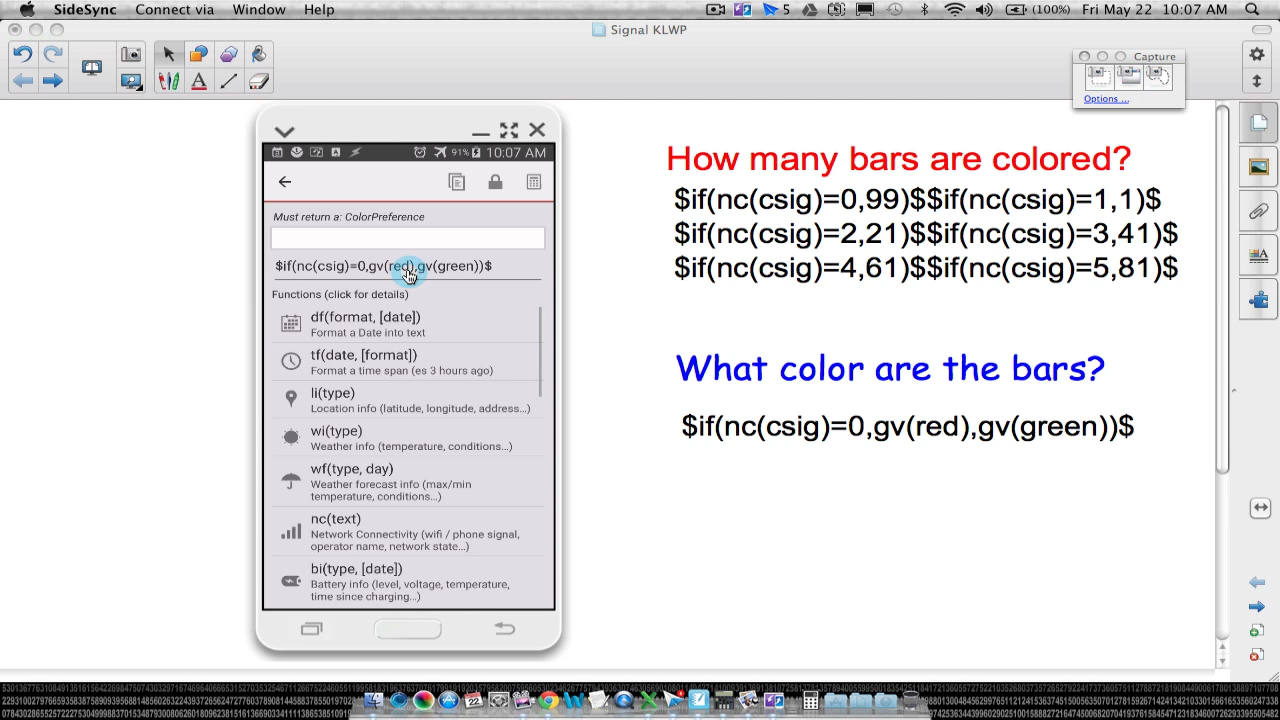 SideSync Connect via Window Help
5 (100%) Fri May 22 10:07 AM
Signal KLWP
Capture
Options ...
91% 10:07 AM
Must return a: ColorPreference
$if(nc(csig)=0,gv(red),gv(green))$
Functions (click for details)
df(format, [date])
Format a Date into text
tf(date, [format])
Format a time span (es 3 hours ago)
li(type)
Location info (latitude, longitude, address...)
wi(type)
Weather info (temperature, conditions...)
wf(type, day)
Weather forecast info (max/min
temperature, conditions...)
nc(text)
Network Connectivity (wifi / phone signal,
operator name, network state...)
bi(type, [date])
Battery info (level, voltage, temperature,
time since charging...)
How many bars are colored?
$if(nc(csig)=0,99)$$if(nc(csig)=1,1)$
$if(nc(csig)=2,21)$$if(nc(csig)=3,41)$
$if(nc(csig)=4,61)$$if(nc(csig)=5,81)$
What color are the bars?
$if(nc(csig)=0,gv(red),gv(green))$